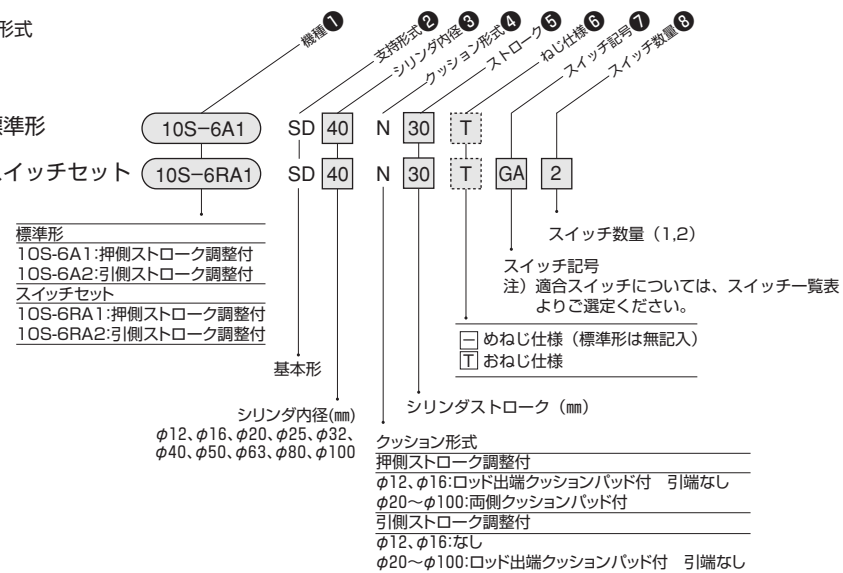 形式
機種❶
支持形式❷
シリンダ内径❸
クッション形式❹
ストローク❺
ねじ仕様❻
スイッチ記号❼
スイッチ数量❽
標準形 10S-6A1 SD 40 N 30 T
スイッチセット 10S-6RA1 SD 40 N 30 T GA 2
標準形
10S-6A1:押側ストローク調整付
10S-6A2:引側ストローク調整付
スイッチセット
10S-6RA1:押側ストローク調整付
10S-6RA2:引側ストローク調整付
スイッチ数量（1,2）
スイッチ記号
注）適合スイッチについては、スイッチ一覧表
よりご選定ください。
－ めねじ仕様（標準形は無記入）
T おねじ仕様
基本形
シリンダ内径(㎜)
φ12、φ16、φ20、φ25、φ32、
φ40、φ50、φ63、φ80、φ100
シリンダストローク（㎜）
クッション形式
押側ストローク調整付
φ12、φ16:ロッド出端クッションパッド付　引端なし
φ20〜φ100:両側クッションパッド付
引側ストローク調整付
φ12、φ16:なし
φ20〜φ100:ロッド出端クッションパッド付　引端なし